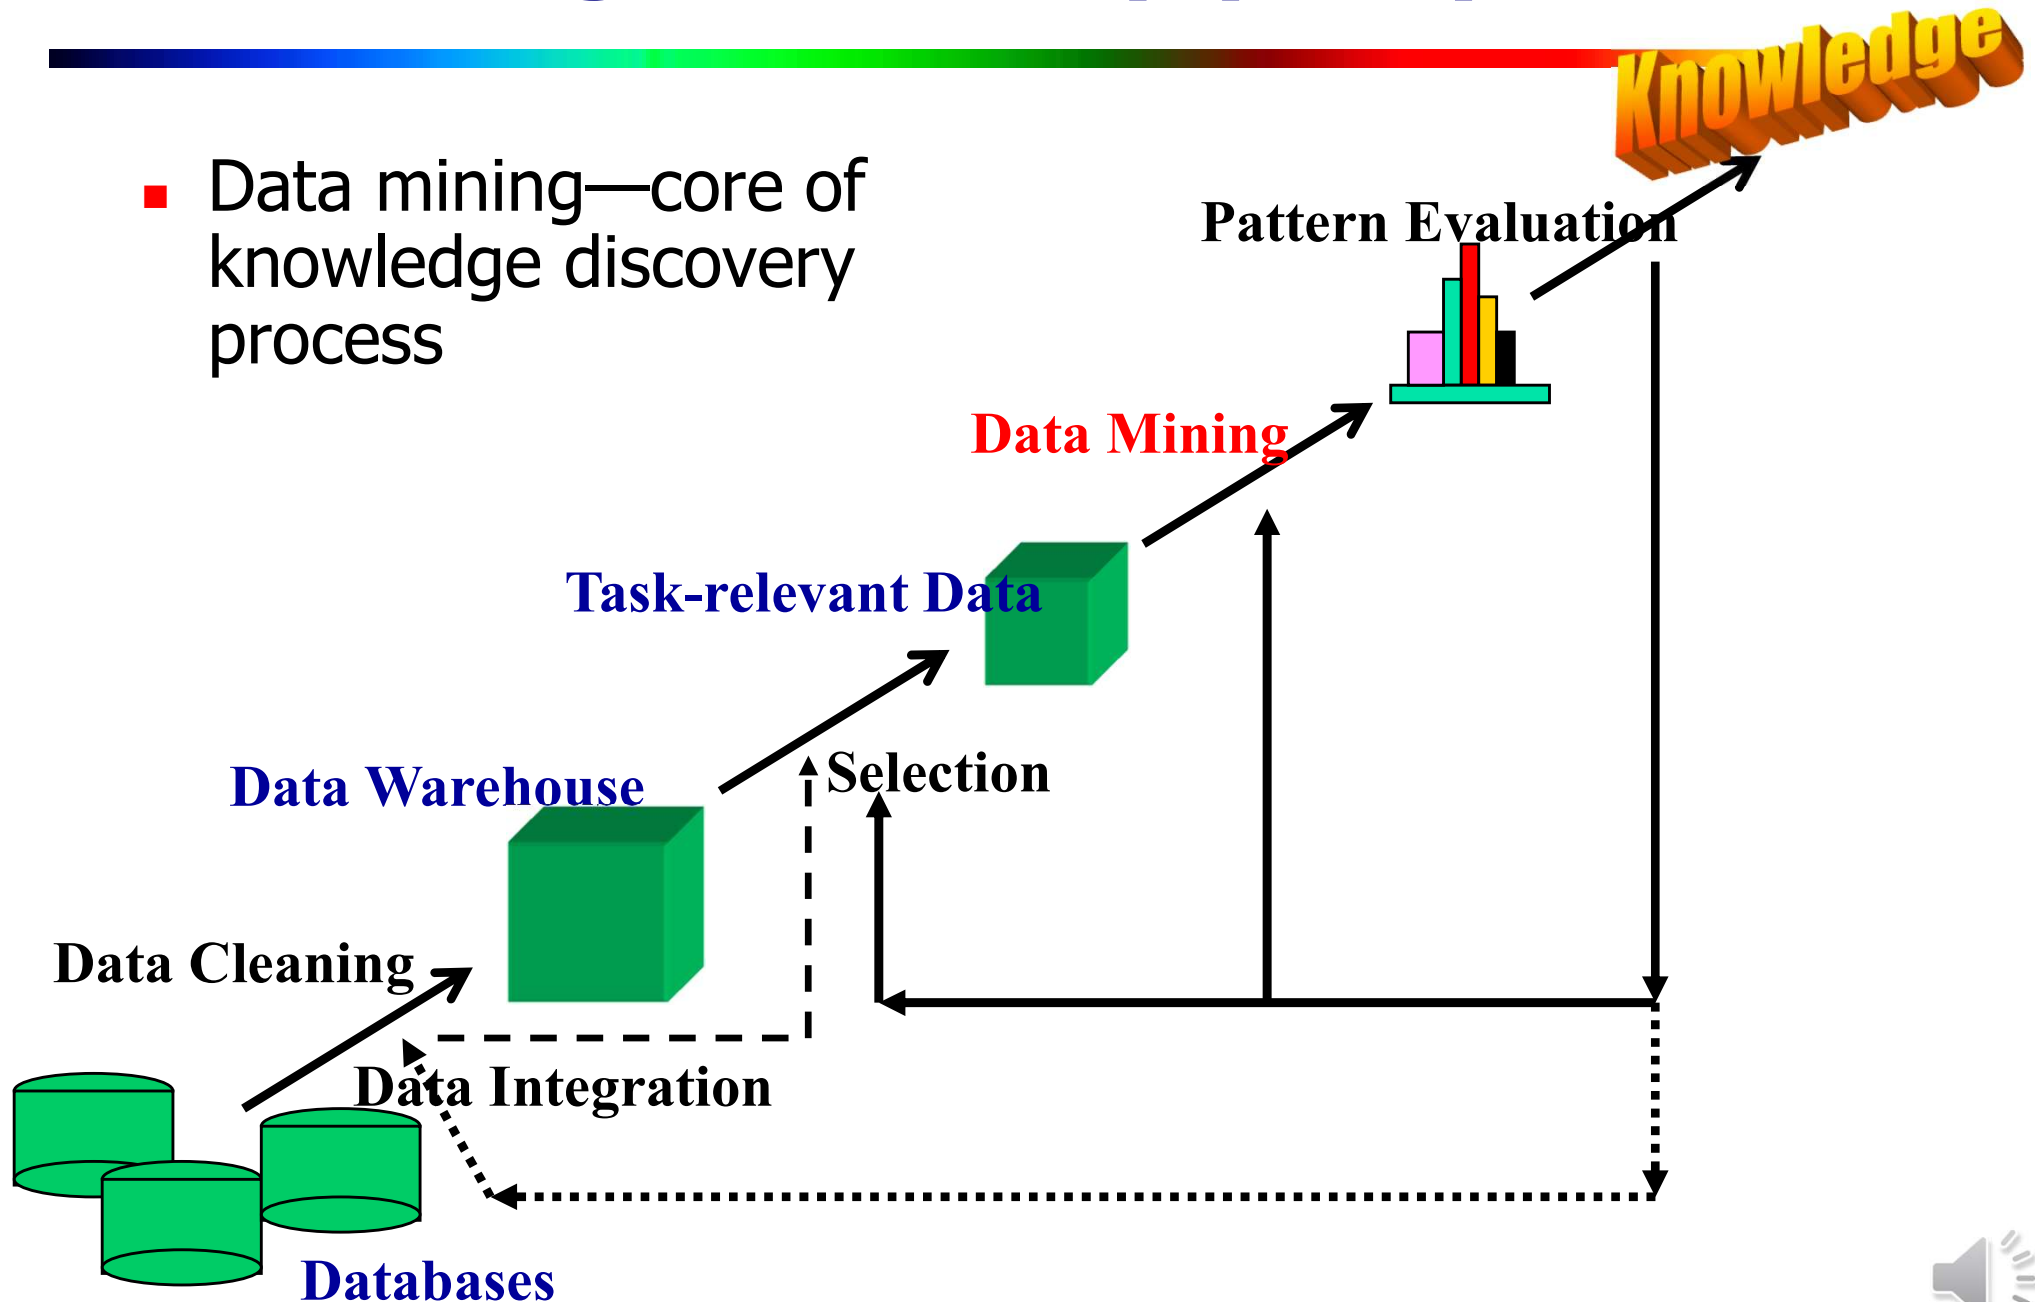 Knowledge
Data mining—core of
knowledge discovery
process
Pattern Evaluation
Data Mining
Task-relevant Data
Selection
Data Warehouse
Data Cleaning
Data Integration
Databases